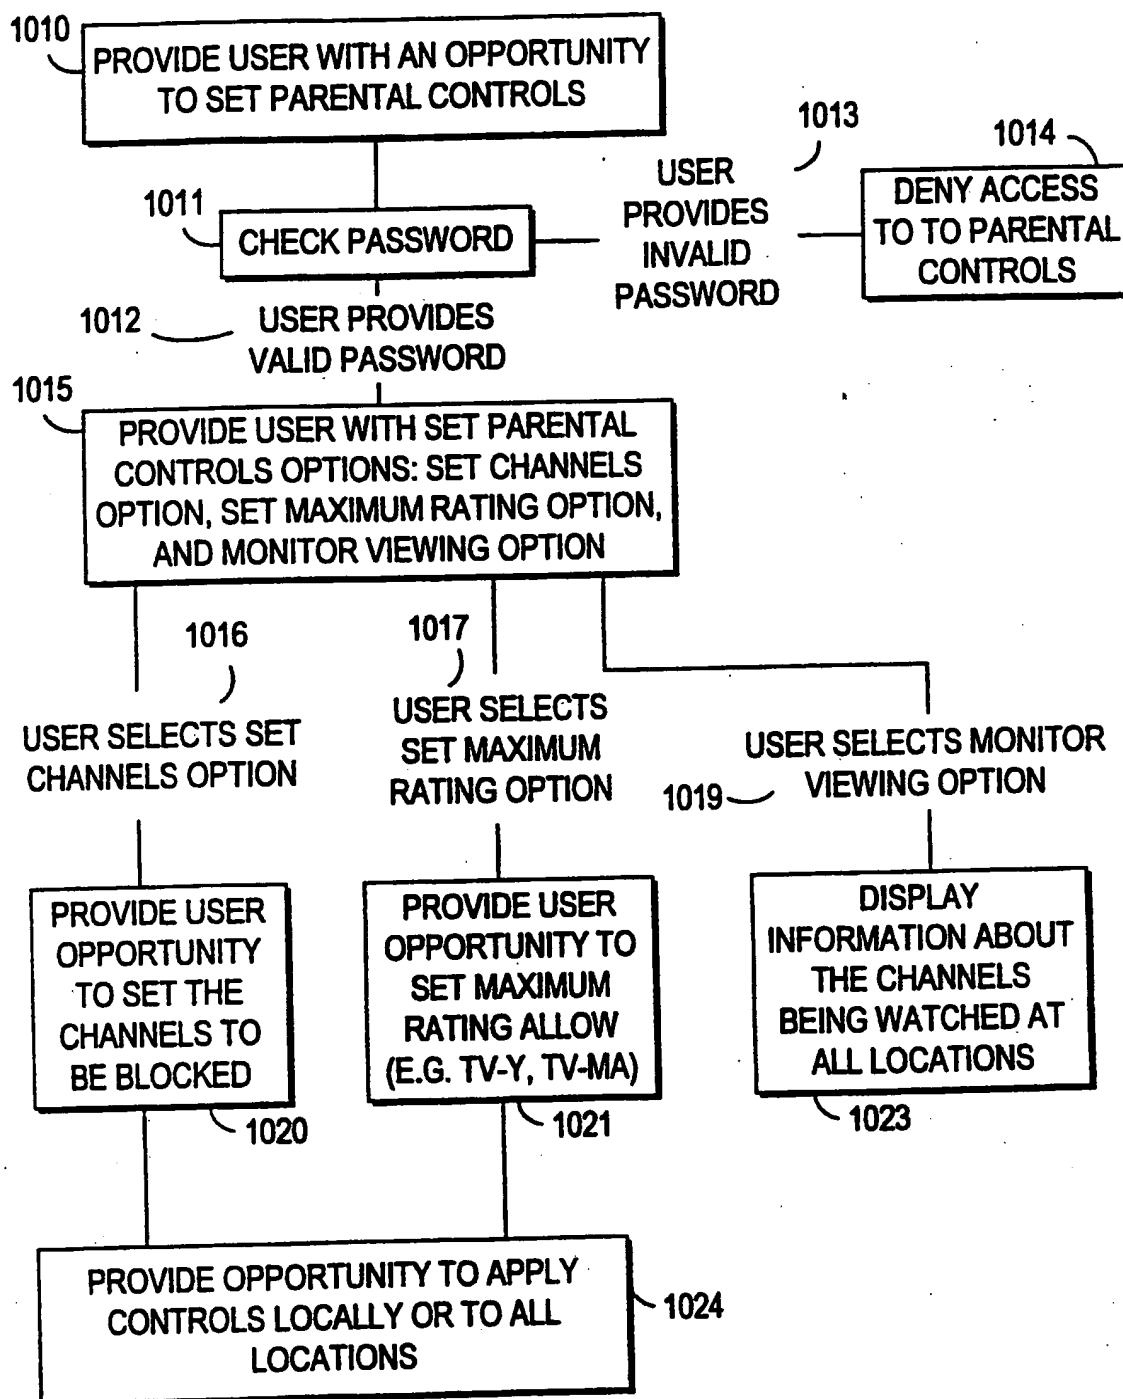 1010
PROVIDE USER WITH AN OPPORTUNITY
TO SET PARENTAL CONTROLS
1011
CHECK PASSWORD
1013
USER
PROVIDES
INVALID
PASSWORD
1014
DENY ACCESS
TO TO PARENTAL
CONTROLS
1012
USER PROVIDES
VALID PASSWORD
1015
PROVIDE USER WITH SET PARENTAL
CONTROLS OPTIONS: SET CHANNELS
OPTION, SET MAXIMUM RATING OPTION,
AND MONITOR VIEWING OPTION
1016
USER SELECTS SET
CHANNELS OPTION
1017
USER SELECTS
SET MAXIMUM
RATING OPTION
USER SELECTS MONITOR
VIEWING OPTION
1019
PROVIDE USER
OPPORTUNITY
TO SET THE
CHANNELS TO
BE BLOCKED
1020
PROVIDE USER
OPPORTUNITY TO
SET MAXIMUM
RATING ALLOW
(E.G. TV-Y, TV-MA)
1021
DISPLAY
INFORMATION ABOUT
THE CHANNELS
BEING WATCHED AT
ALL LOCATIONS
1023
PROVIDE OPPORTUNITY TO APPLY
CONTROLS LOCALLY OR TO ALL
LOCATIONS
1024